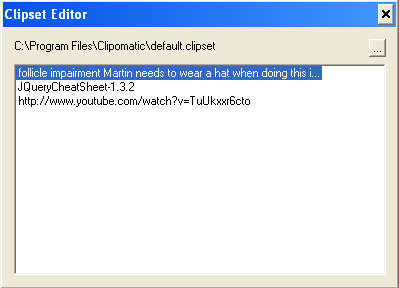 Clipset Editor
C:\Program Files\Clipomatic\default.clipset
...
follicle impairment Martin needs to wear a hat when doing this i...
JQueryCheatSheet-1.3.2
http://www.youtube.com/watch?v=TuUkxxr6cto